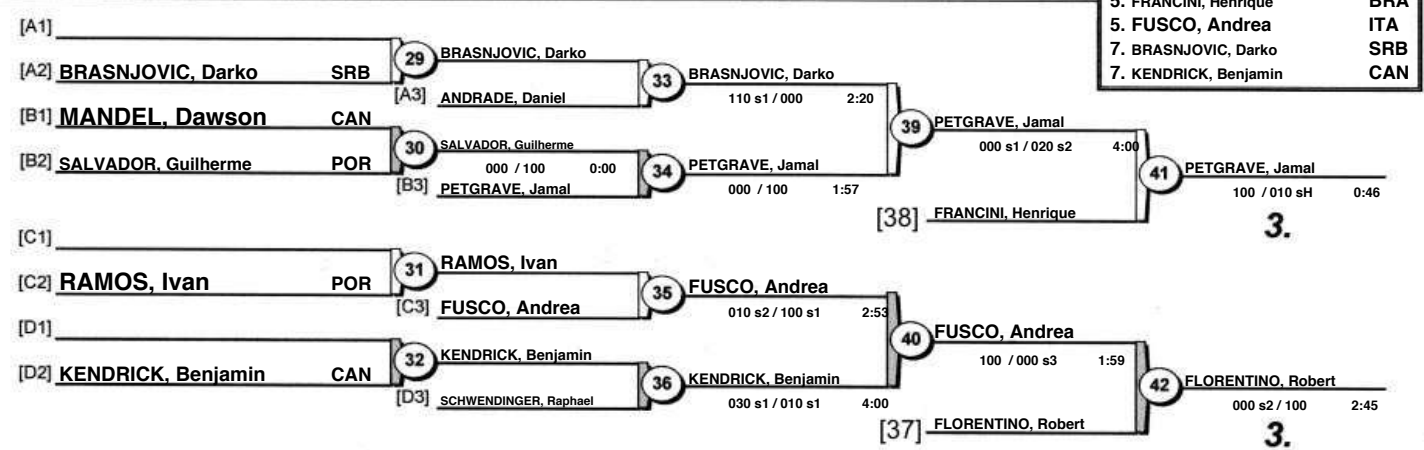 5. FRANCINI, Henrique BRA
5. FUSCO, Andrea ITA
7. BRASNJOVIC, Darko SRB
7. KENDRICK, Benjamin CAN
[A1]
[A2] BRASNJOVIC, Darko SRB
29
BRASNJOVIC, Darko
[A3] ANDRADE, Daniel
33
BRASNJOVIC, Darko
110 s1 / 000 2:20
[B1] MANDEL, Dawson CAN
[B2] SALVADOR, Guilherme POR
30
SALVADOR, Guilherme
000 / 100 0:00
[B3] PETGRAVE, Jamal
34
PETGRAVE, Jamal
000 / 100 1:57
39
PETGRAVE, Jamal
000 s1 / 020 s2 4:00
[38] FRANCINI, Henrique
41
PETGRAVE, Jamal
100 / 010 sH 0:46
3.
[C1]
[C2] RAMOS, Ivan POR
31
RAMOS, Ivan
[C3] FUSCO, Andrea
35
FUSCO, Andrea
010 s2 / 100 s1 2:53
[D1]
[D2] KENDRICK, Benjamin CAN
32
KENDRICK, Benjamin
[D3] SCHWENDINGER, Raphael
36
KENDRICK, Benjamin
030 s1 / 010 s1 4:00
40
FUSCO, Andrea
100 / 000 s3 1:59
[37] FLORENTINO, Robert
42
FLORENTINO, Robert
000 s2 / 100 2:45
3.